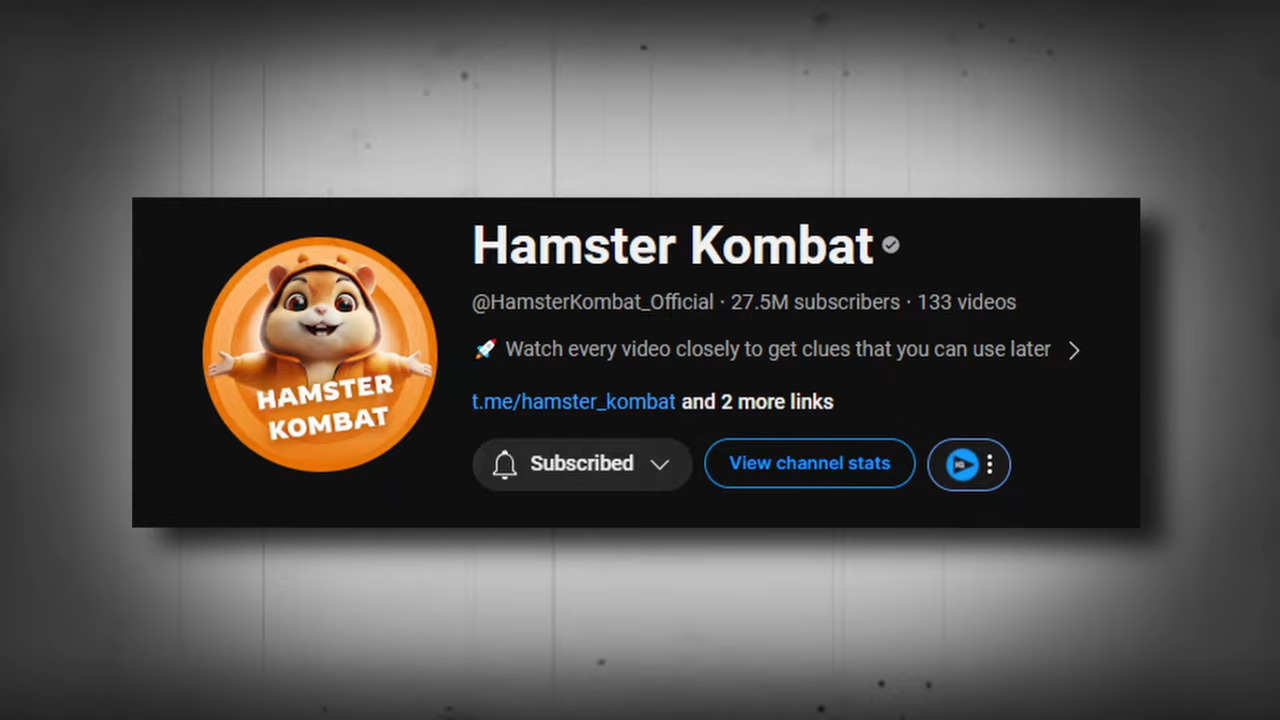 HAMSTER
KOMBAT
Hamster Kombat
@HamsterKombat_Official · 27.5M subscribers · 133 videos
🚀 Watch every video closely to get clues that you can use later
t.me/hamster_kombat and 2 more links
Subscribed
View channel stats
IQ